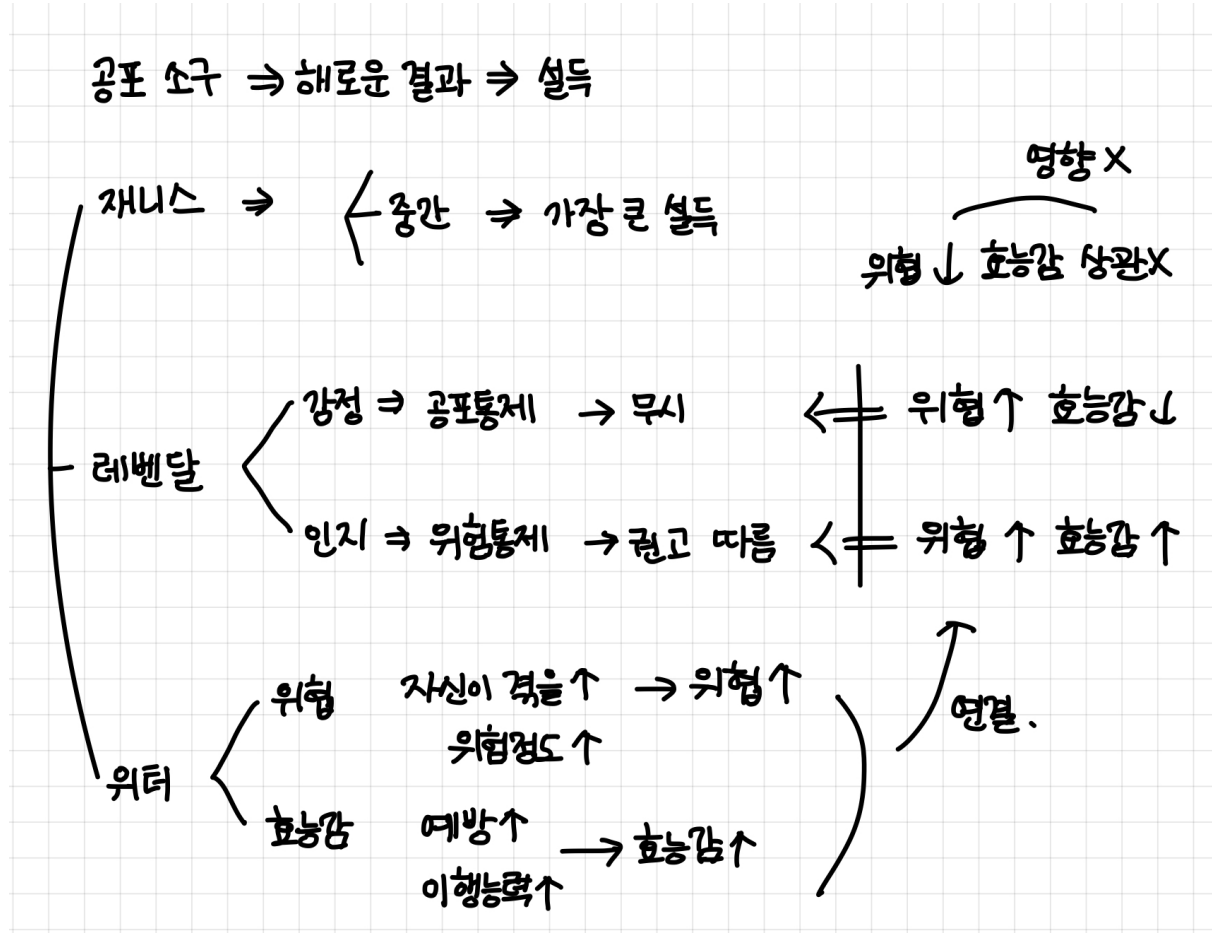 공포 소구 ⇒ 해로운 결과 ⇒ 설득
영향 X
재니스 ⇒ 중간 ⇒ 가장 큰 설득
위협 ↓ 효능감 상관X
감정 ⇒ 공포통제 → 무시 ⇐ 위협 ↑ 효능감 ↓
레벤달
인지 ⇒ 위험통제 → 권고 따름 ⇐ 위협 ↑ 효능감 ↑
위협 자신이 겪을 ↑ → 위협 ↑
위험정도 ↑
연결.
위터
효능감 예방 ↑ → 효능감 ↑
이행능력 ↑